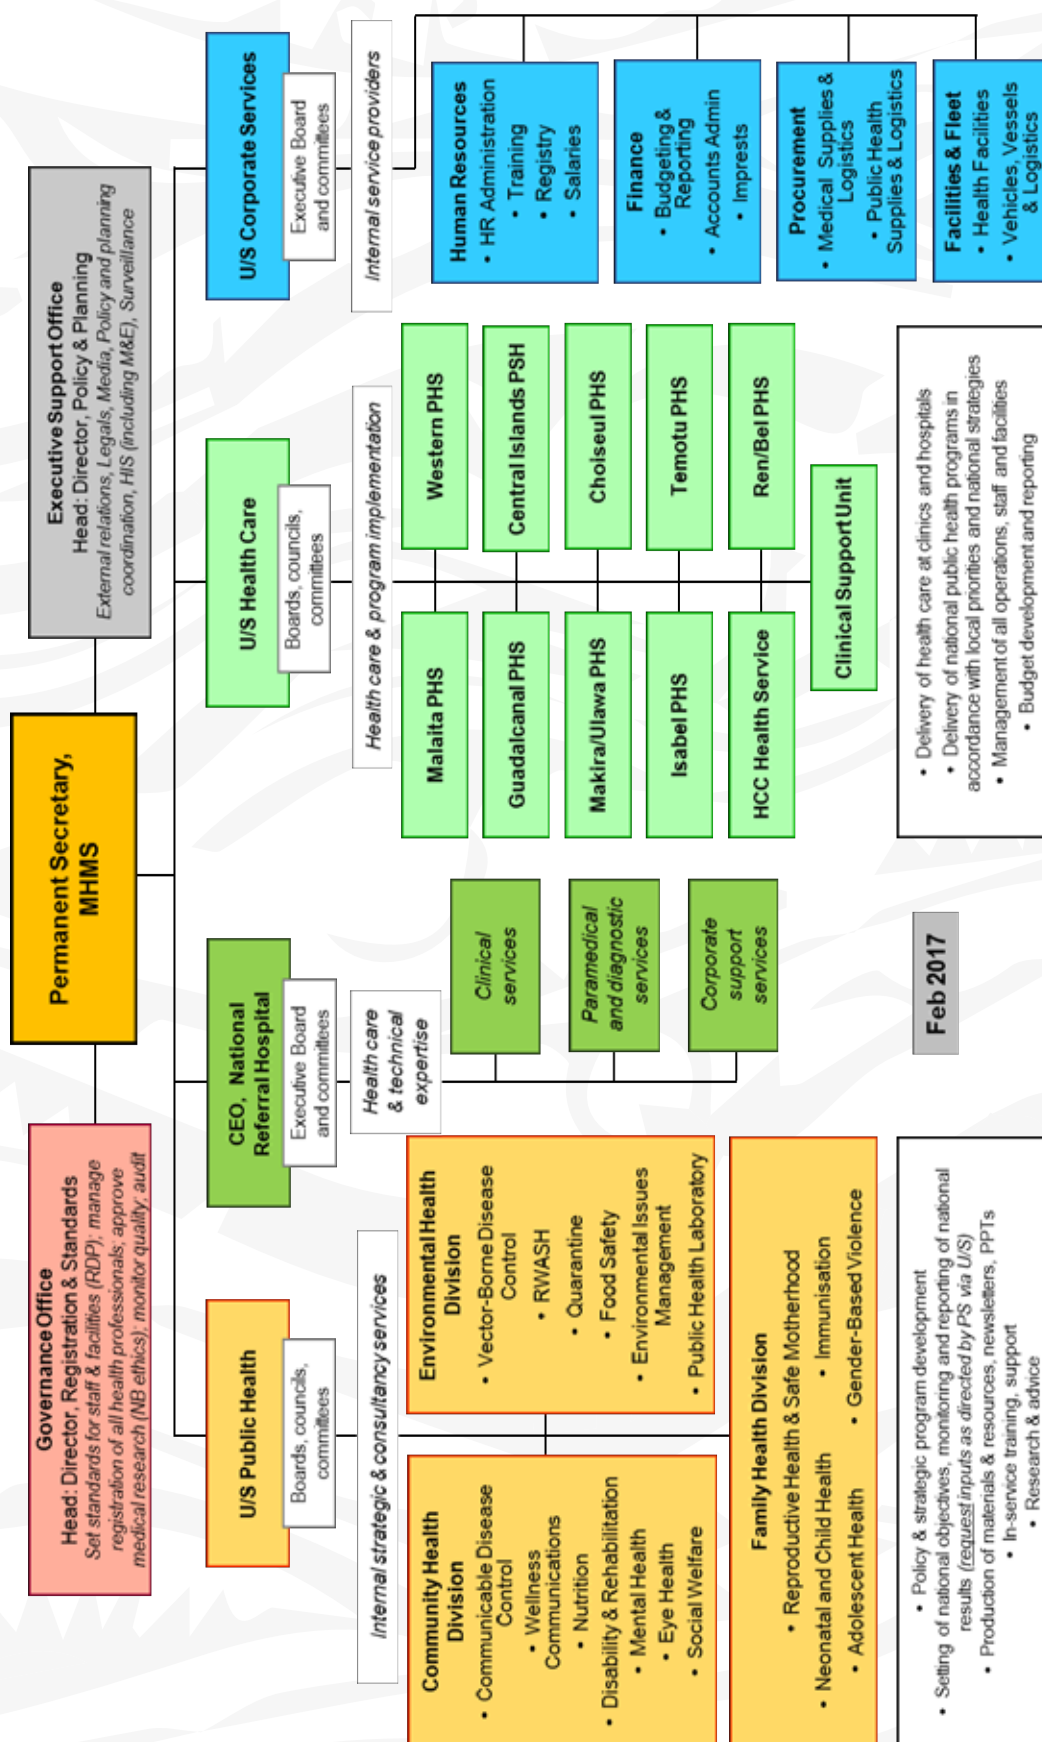 Permanent Secretary,
MHMS
Governance Office
Head: Director, Registration & Standards
Set standards for staff & facilities (RDP); manage
registration of all health professionals; approve
medical research (NB ethics); monitor quality; audit
Executive Support Office
Head: Director, Policy & Planning
External relations, Legals, Media, Policy and planning
coordination, HIS (including M&E), Surveillance
U/S Public Health
Boards, councils,
committees
Internal strategic & consultancy services
Community Health
Division
• Communicable Disease
Control
• Wellness
Communications
• Nutrition
• Disability & Rehabilitation
• Mental Health
• Eye Health
• Social Welfare
Environmental Health
Division
• Vector-Borne Disease
Control
• RWASH
• Quarantine
• Food Safety
• Environmental Issues
Management
• Public Health Laboratory
Family Health Division
• Reproductive Health & Safe Motherhood
• Neonatal and Child Health • Immunisation
• Adolescent Health • Gender-Based Violence
• Policy & strategic program development
• Setting of national objectives, monitoring and reporting of national
results (request inputs as directed by PS via U/S)
• Production of materials & resources, newsletters, PPTs
• In-service training, support
• Research & advice
CEO, National
Referral Hospital
Executive Board
and committees
Health care
& technical
expertise
Clinical
services
Paramedical
and diagnostic
services
Corporate
support
services
Feb 2017
U/S Health Care
Boards, councils,
committees
Health care & program implementation
Malaita PHS
Western PHS
Guadalcanal PHS
Central Islands PSH
Makira/Ulawa PHS
Choiseul PHS
Isabel PHS
Temotu PHS
HCC Health Service
Ren/Bel PHS
Clinical Support Unit
• Delivery of health care at clinics and hospitals
• Delivery of national public health programs in
accordance with local priorities and national strategies
• Management of all operations, staff and facilities
• Budget development and reporting
U/S Corporate Services
Executive Board
and committees
Internal service providers
Human Resources
• HR Administration
• Training
• Registry
• Salaries
Finance
• Budgeting &
Reporting
• Accounts Admin
• Imprests
Procurement
• Medical Supplies &
Logistics
• Public Health
Supplies & Logistics
Facilities & Fleet
• Health Facilities
• Vehicles, Vessels
& Logistics